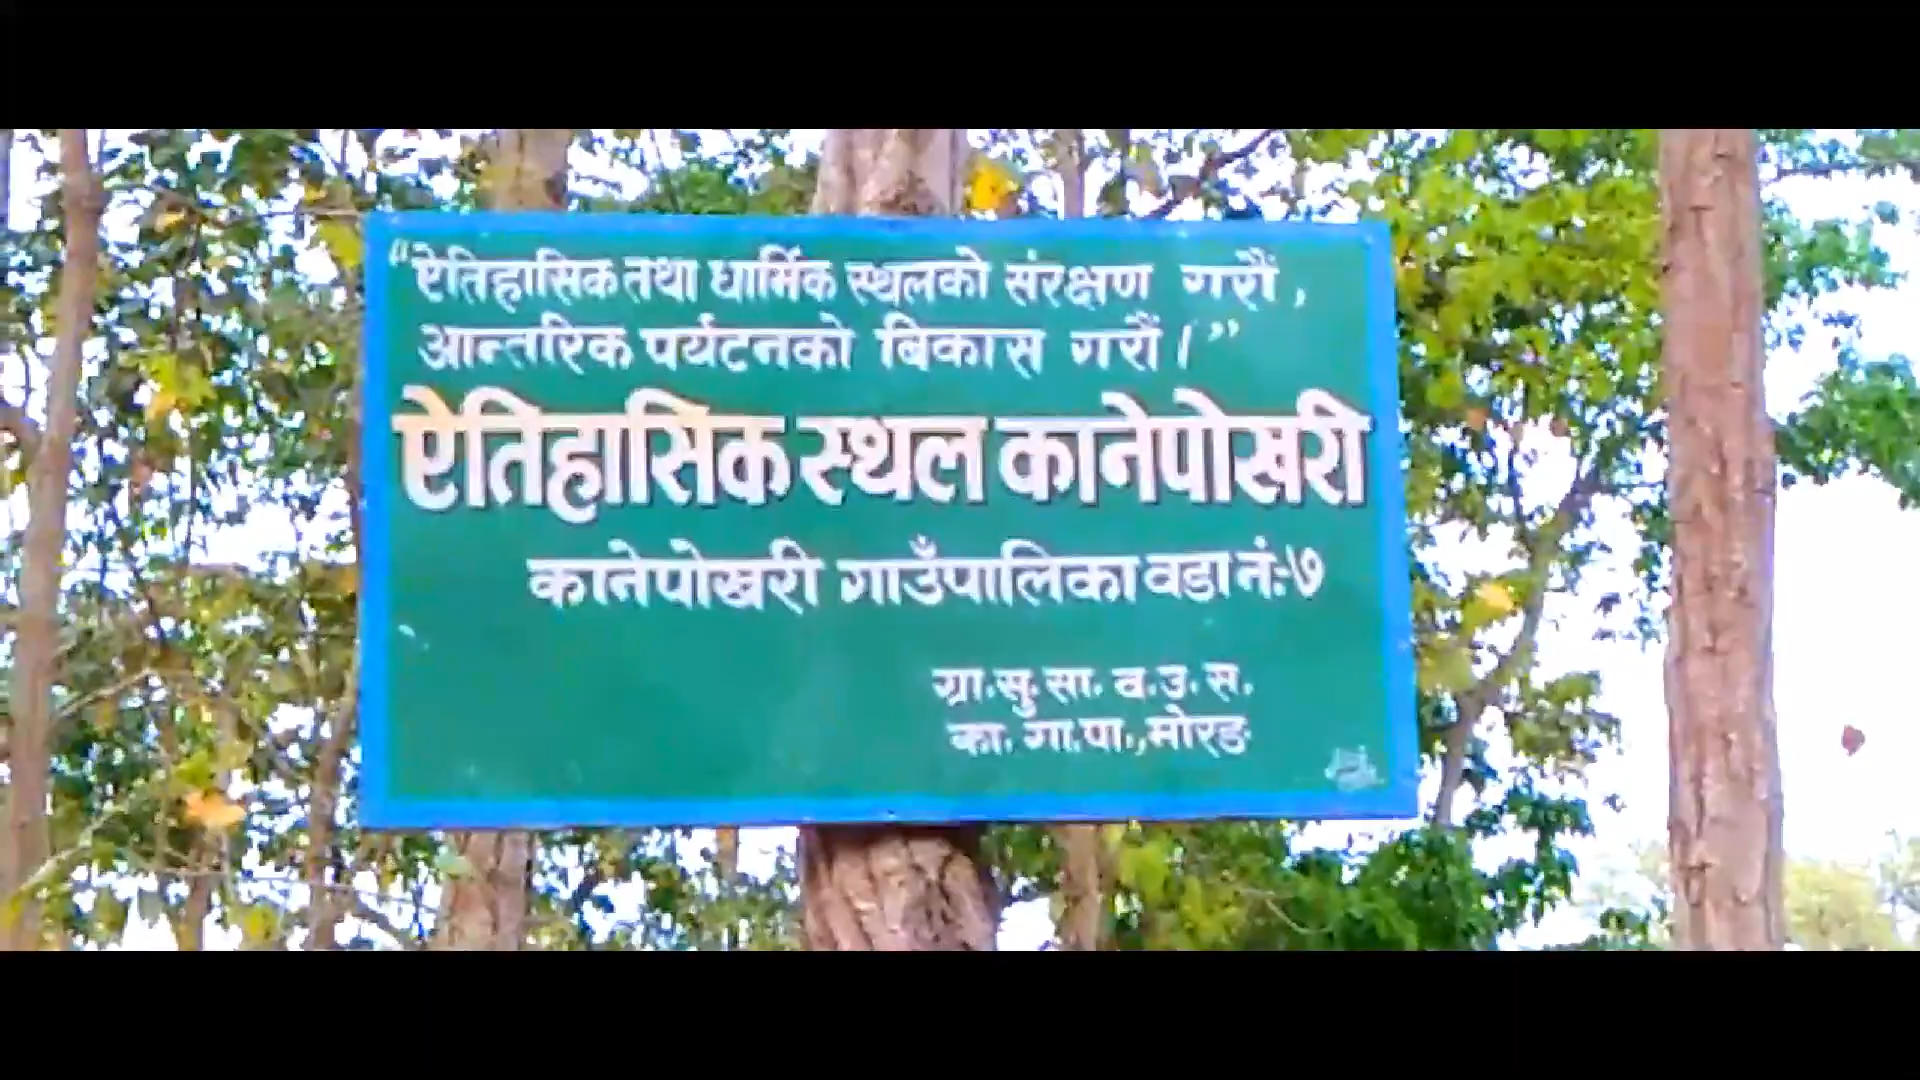 “ऐतिहासिक तथा धार्मिक स्थलको संरक्षण गरौं,
आन्तरिक पर्यटनको बिकास गरौं।”
ऐतिहासिक स्थल कानेपोखरी
कानेपोखरी गाउँपालिका वडा नं:-७
ग्रा.सु. सा. व.उ. स.
का. गा.पा.,मोरङ